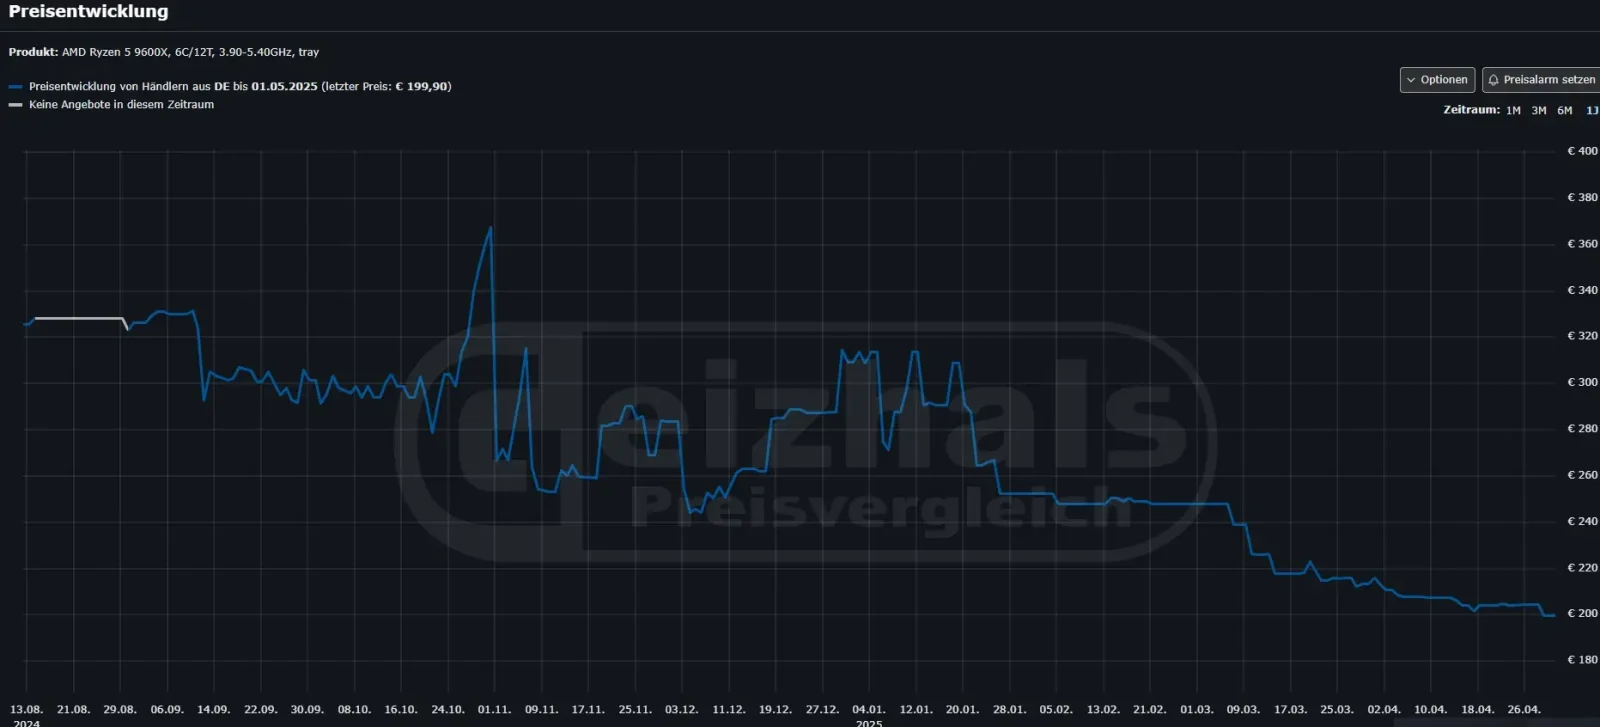 Preisentwicklung
Produkt: AMD Ryzen 5 9600X, 6C/12T, 3.90-5.40GHz, tray
Preisentwicklung von Händlern aus DE bis 01.05.2025 (letzter Preis: € 199,90)
Keine Angebote in diesem Zeitraum
Optionen
Preisalarm setzen
Zeitraum: 1M 3M 6M 1J
€ 400
€ 380
€ 360
€ 340
€ 320
€ 300
€ 280
€ 260
€ 240
€ 220
€ 200
€ 180
Geizhals
Preisvergleich
13.08. 21.08. 29.08. 06.09. 14.09. 22.09. 30.09. 08.10. 16.10. 24.10. 01.11. 09.11. 17.11. 25.11. 03.12. 11.12. 19.12. 27.12. 04.01. 12.01. 20.01. 28.01. 05.02. 13.02. 21.02. 01.03. 09.03. 17.03. 25.03. 02.04. 10.04. 18.04. 26.04.
2024 2025